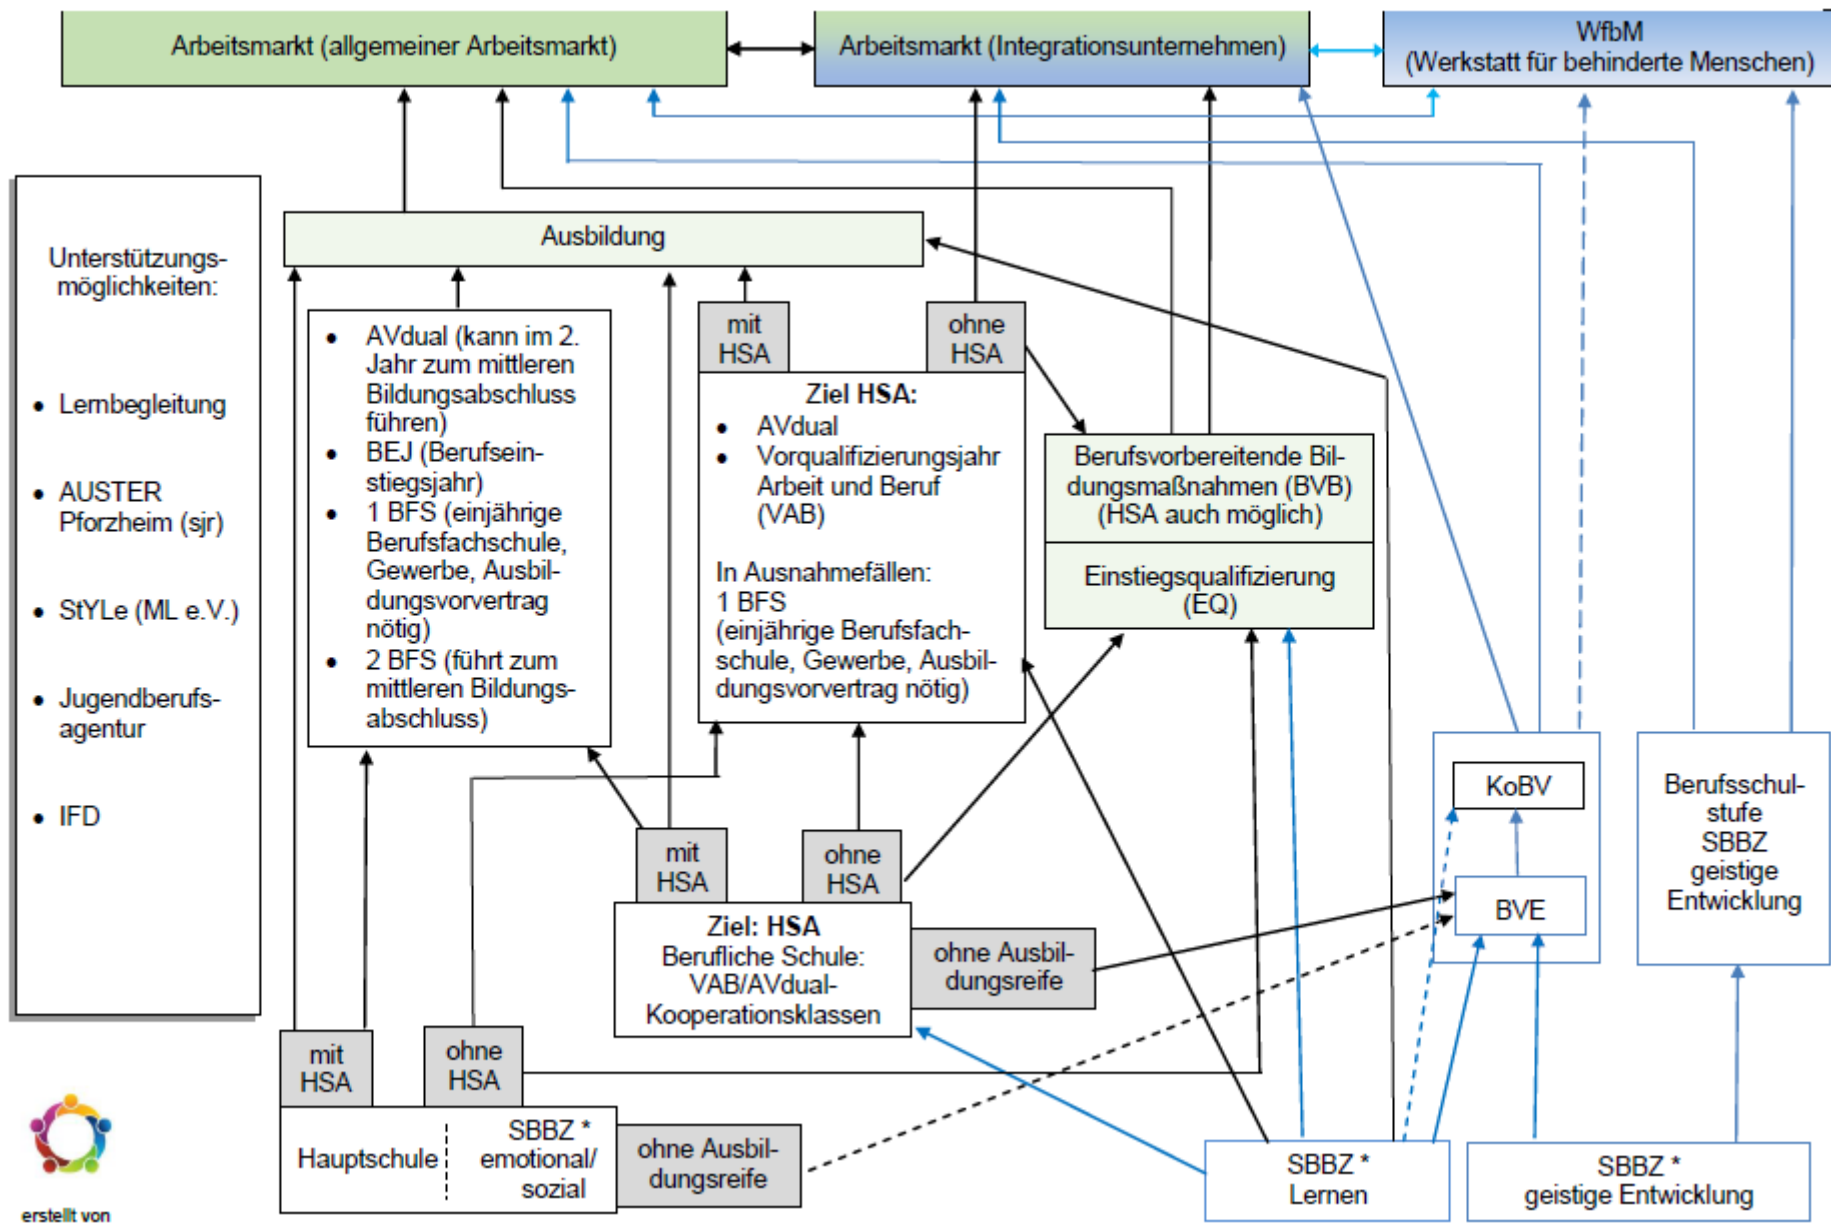 Arbeitsmarkt (allgemeiner Arbeitsmarkt)
Arbeitsmarkt (Integrationsunternehmen)
WfbM
(Werkstatt für behinderte Menschen)
Unterstützungs-
möglichkeiten:
• Lernbegleitung
• AUSTER
Pforzheim (sjr)
• StYLe (ML e.V.)
• Jugendberufs-
agentur
• IFD
Ausbildung
• AVdual (kann im 2.
Jahr zum mittleren
Bildungsabschluss
führen)
• BEJ (Berufsein-
stiegsjahr)
• 1 BFS (einjährige
Berufsfachschule,
Gewerbe, Ausbil-
dungsvorvertrag
nötig)
• 2 BFS (führt zum
mittleren Bildungs-
abschluss)
mit
HSA
ohne
HSA
Ziel HSA:
• AVdual
• Vorqualifizierungsjahr
Arbeit und Beruf
(VAB)
In Ausnahmefällen:
1 BFS
(einjährige Berufsfach-
schule, Gewerbe, Ausbil-
dungsvorvertrag nötig)
Berufsvorbereitende Bil-
dungsmaßnahmen (BVB)
(HSA auch möglich)
Einstiegsqualifizierung
(EQ)
KoBV
BVE
Berufsschul-
stufe
SBBZ
geistige
Entwicklung
mit
HSA
ohne
HSA
Ziel: HSA
Berufliche Schule:
VAB/AVdual-
Kooperationsklassen
ohne Ausbil-
dungsreife
mit
HSA
ohne
HSA
Hauptschule
SBBZ *
emotional/
sozial
ohne Ausbil-
dungsreife
SBBZ *
Lernen
SBBZ *
geistige Entwicklung
erstellt von